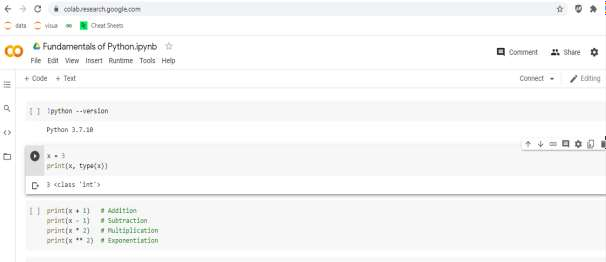 colab.research.google.com
data visua Cheat Sheets
CO Fundamentals of Python.ipynb
Comment Share
File Edit View Insert Runtime Tools Help
+ Code + Text Connect Editing
[ ] !python --version
Python 3.7.10
x = 3
print(x, type(x))
3 <class 'int'>
[ ] print(x + 1) # Addition
print(x - 1) # Subtraction
print(x * 2) # Multiplication
print(x ** 2) # Exponentiation